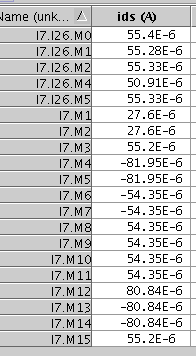 Name (unk... ids (A)
I7.I26.M0 55.4E-6
I7.I26.M1 55.28E-6
I7.I26.M2 55.33E-6
I7.I26.M4 50.91E-6
I7.I26.M5 55.33E-6
I7.M1 27.6E-6
I7.M2 27.6E-6
I7.M3 55.2E-6
I7.M4 -81.95E-6
I7.M5 -81.95E-6
I7.M6 -54.35E-6
I7.M7 -54.35E-6
I7.M8 54.35E-6
I7.M9 54.35E-6
I7.M10 54.35E-6
I7.M11 54.35E-6
I7.M12 80.84E-6
I7.M13 -80.84E-6
I7.M14 -80.84E-6
I7.M15 55.2E-6